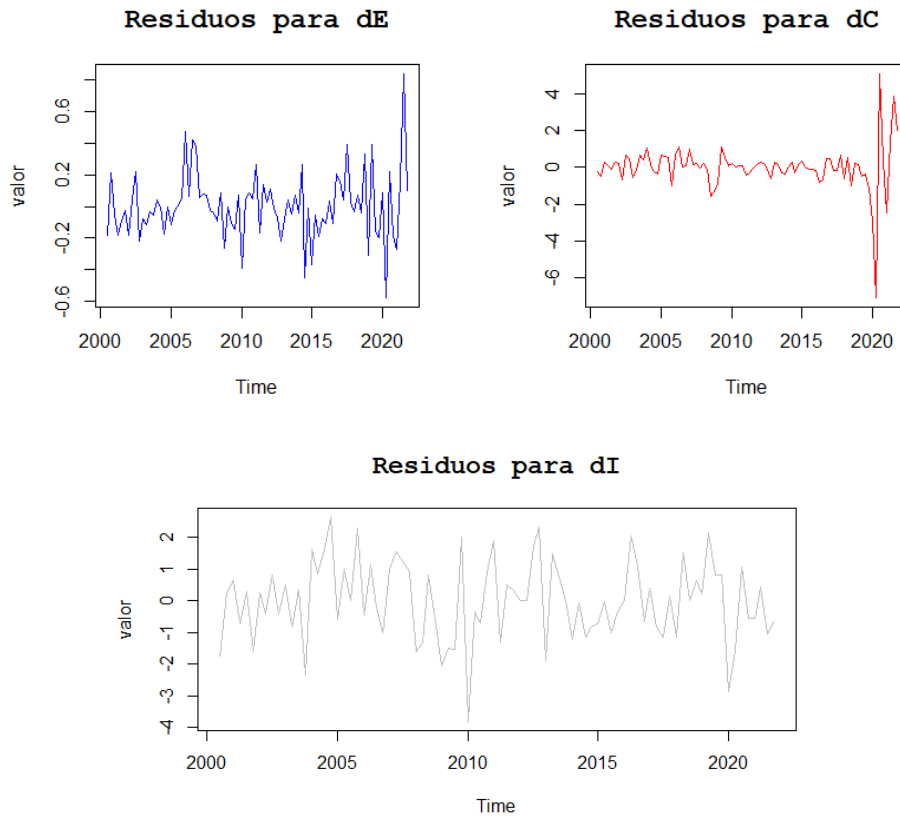 Residuos para dE
Residuos para dC
valor
0.6
0.2
-0.2
-0.6
2000 2005 2010 2015 2020
Time
valor
4
2
0
-2
-4
-6
2000 2005 2010 2015 2020
Time
Residuos para dI
valor
2
1
0
-1
-2
-3
-4
2000 2005 2010 2015 2020
Time